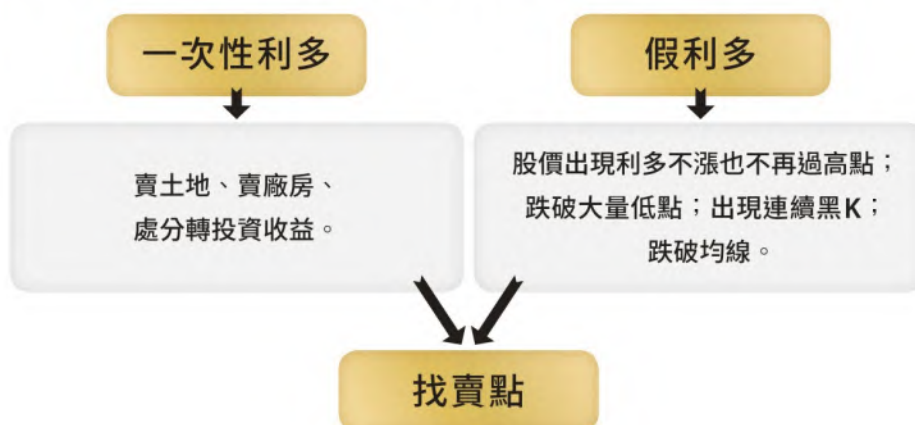 一次性利多
假利多
賣土地、賣廠房、
處分轉投資收益。
股價出現利多不漲也不再過高點；
跌破大量低點；出現連續黑K；
跌破均線。
找賣點